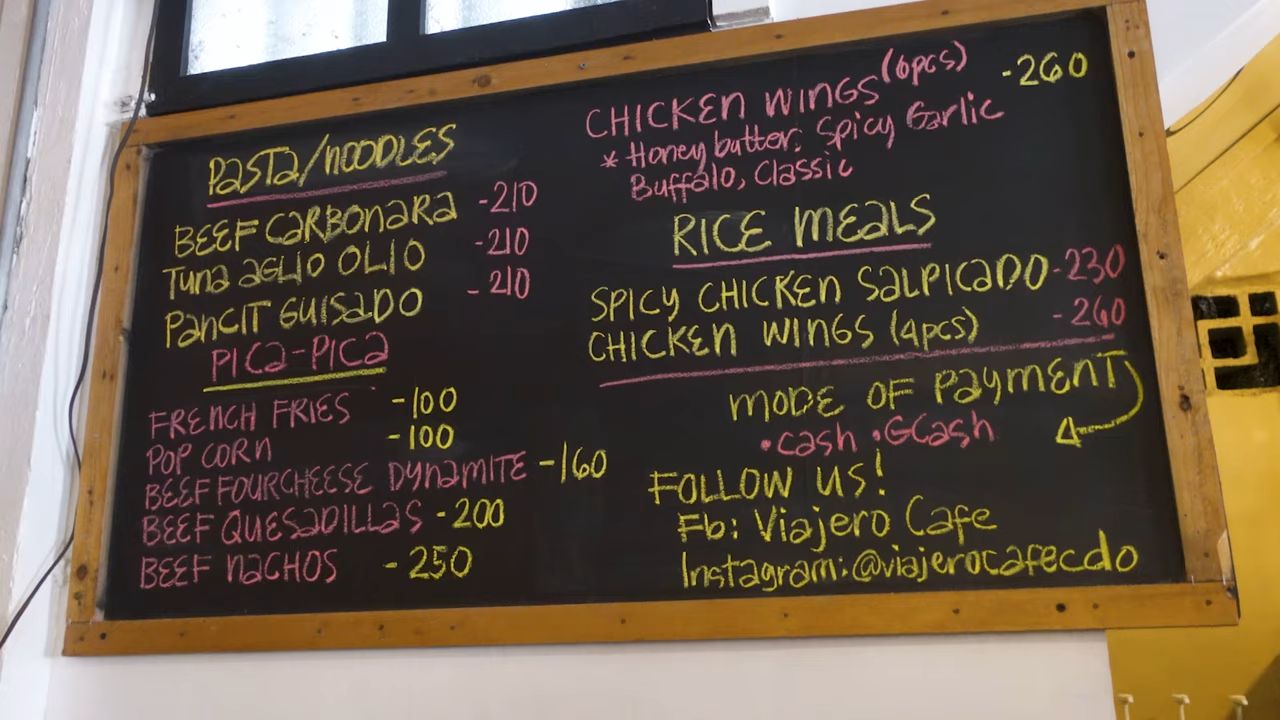 PASTA/NOODLES
BEEF CARBONARA -210
TUNA AGLIO OLIO -210
PANCIT GUISADO -210
PICA-PICA
FRENCH FRIES -100
POP CORN -100
BEEF FOURCHEESE DYNAMITE -160
BEEF QUESADILLAS -200
BEEF NACHOS -250
CHICKEN WINGS (6pcs) -260
* Honey butter, Spicy Garlic
Buffalo, Classic
RICE MEALS
SPICY CHICKEN SALPICADO -230
CHICKEN WINGS (4pcs) -240
MODE OF PAYMENT
•cash •GCash
FOLLOW US!
Fb: Viajero Cafe
Instagram: @viajerocafecdo